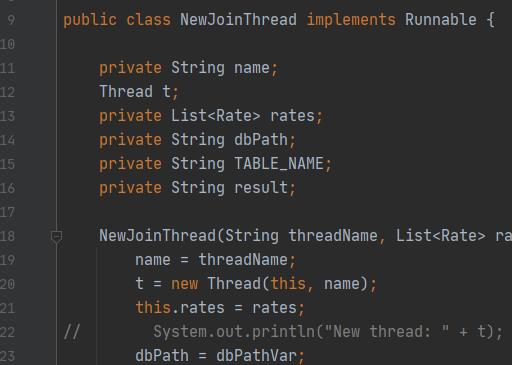 9 public class NewJoinThread implements Runnable {
10
11 private String name;
12 Thread t;
13 private List<Rate> rates;
14 private String dbPath;
15 private String TABLE_NAME;
16 private String result;
17
18 NewJoinThread(String threadName, List<Rate> ra
19 name = threadName;
20 t = new Thread(this, name);
21 this.rates = rates;
22 // System.out.println("New thread: " + t);
23 dbPath = dbPathVar;